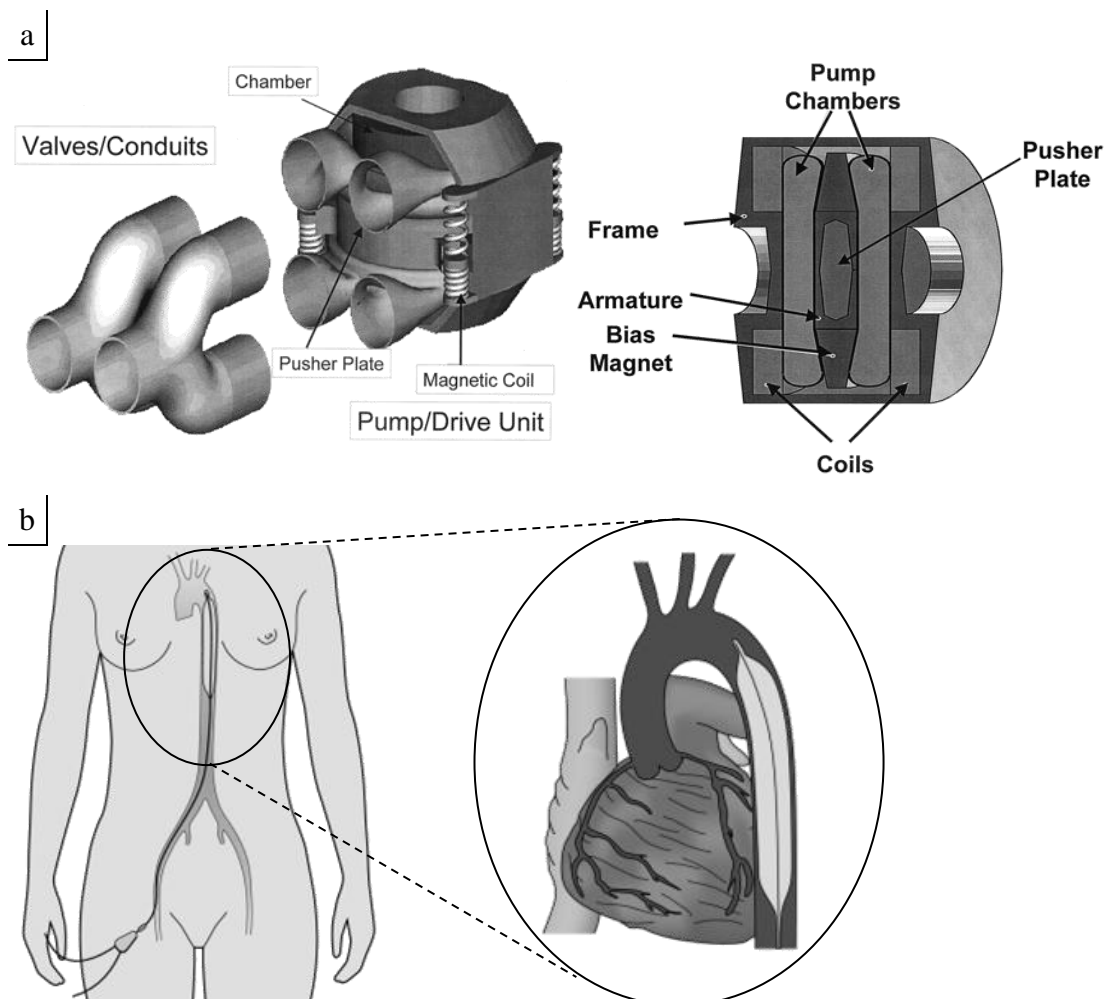 a
Chamber
Valves/Conduits
Pusher Plate
Magnetic Coil
Pump/Drive Unit
Pump
Chambers
Pusher
Plate
Frame
Armature
Bias
Magnet
Coils
b